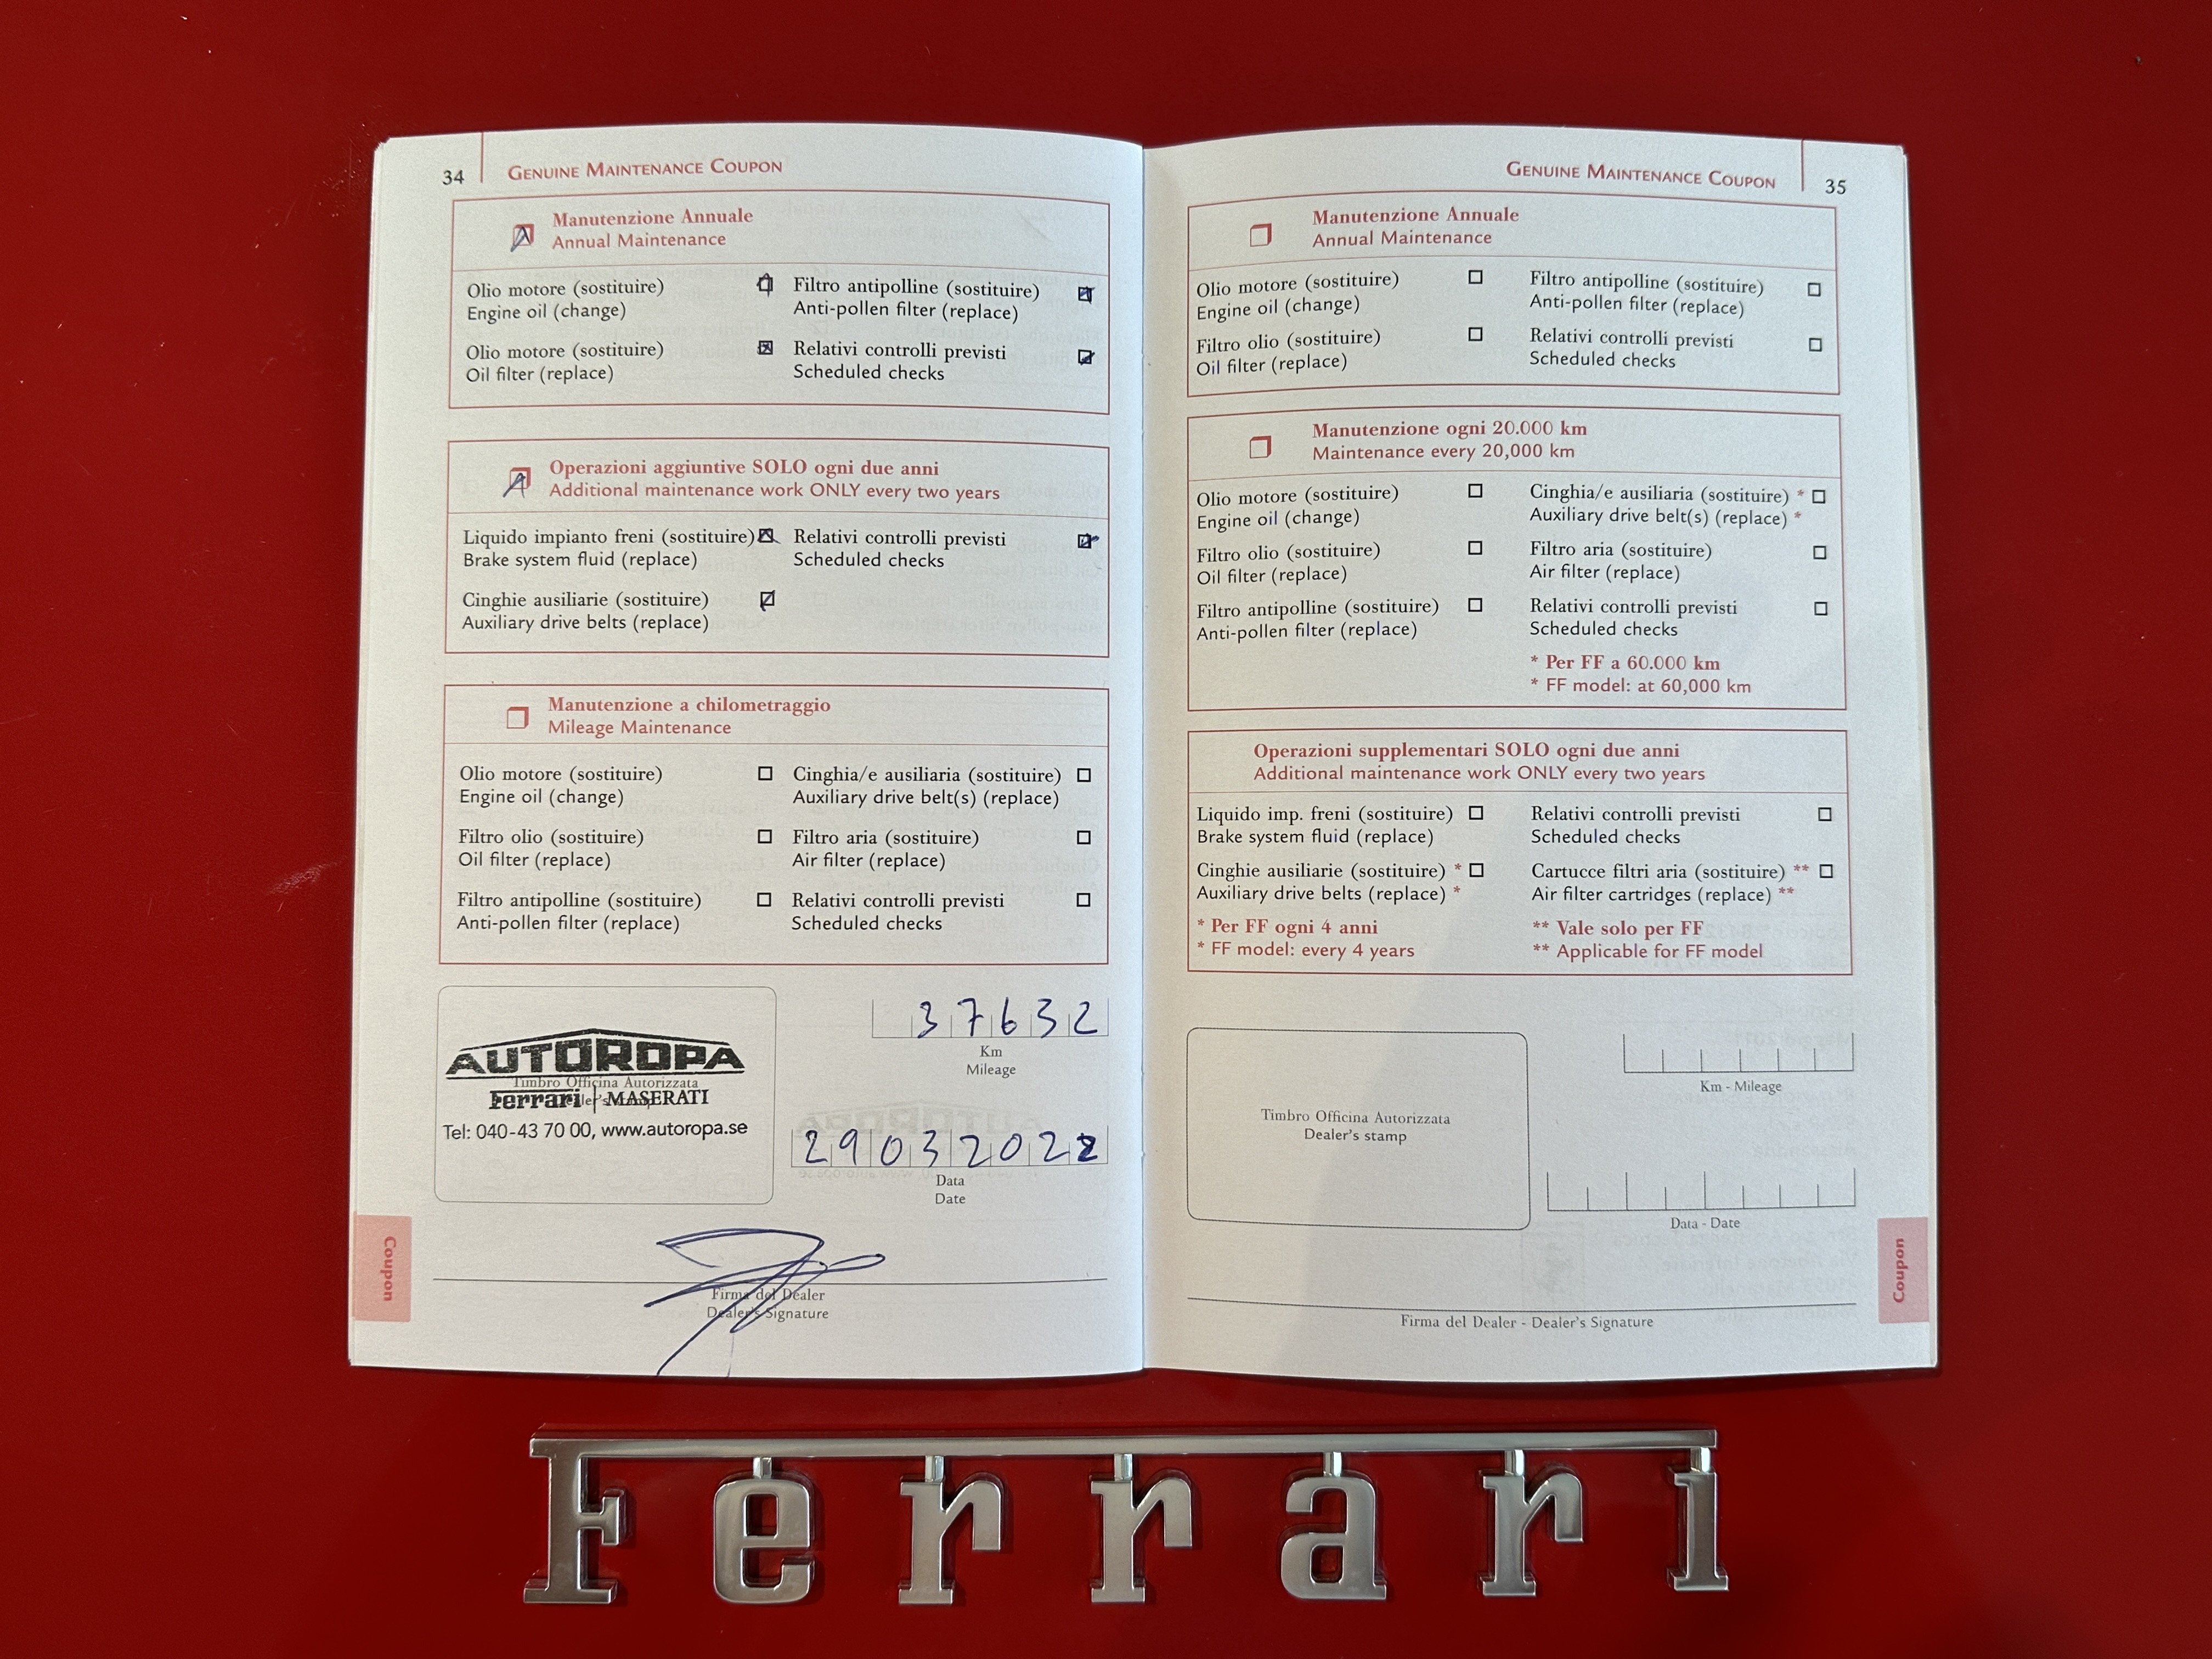 34
GENUINE MAINTENANCE COUPON
Manutenzione Annuale
Annual Maintenance
Olio motore (sostituire)
Engine oil (change)
Filtro antipolline (sostituire)
Anti-pollen filter (replace)
Olio motore (sostituire)
Oil filter (replace)
Relativi controlli previsti
Scheduled checks
Operazioni aggiuntive SOLO ogni due anni
Additional maintenance work ONLY every two years
Liquido impianto freni (sostituire)
Brake system fluid (replace)
Relativi controlli previsti
Scheduled checks
Cinghie ausiliarie (sostituire)
Auxiliary drive belts (replace)
Manutenzione a chilometraggio
Mileage Maintenance
Olio motore (sostituire)
Engine oil (change)
Cinghia/e ausiliaria (sostituire)
Auxiliary drive belt(s) (replace)
Filtro olio (sostituire)
Oil filter (replace)
Filtro aria (sostituire)
Air filter (replace)
Filtro antipolline (sostituire)
Anti-pollen filter (replace)
Relativi controlli previsti
Scheduled checks
AUTOROPA
Timbro Officina Autorizzata
Dealer's stamp
Ferrari MASERATI
Tel: 040-43 70 00, www.autoropa.se
37632
Km
Mileage
29032022
Data
Date
Firma del Dealer
Dealer's Signature
Coupon
GENUINE MAINTENANCE COUPON
35
Manutenzione Annuale
Annual Maintenance
Olio motore (sostituire)
Engine oil (change)
Filtro antipolline (sostituire)
Anti-pollen filter (replace)
Filtro olio (sostituire)
Oil filter (replace)
Relativi controlli previsti
Scheduled checks
Manutenzione ogni 20.000 km
Maintenance every 20,000 km
Olio motore (sostituire)
Engine oil (change)
Cinghia/e ausiliaria (sostituire) *
Auxiliary drive belt(s) (replace) *
Filtro olio (sostituire)
Oil filter (replace)
Filtro aria (sostituire)
Air filter (replace)
Filtro antipolline (sostituire)
Anti-pollen filter (replace)
Relativi controlli previsti
Scheduled checks
* Per FF a 60.000 km
* FF model: at 60,000 km
Operazioni supplementari SOLO ogni due anni
Additional maintenance work ONLY every two years
Liquido imp. freni (sostituire)
Brake system fluid (replace)
Relativi controlli previsti
Scheduled checks
Cinghie ausiliarie (sostituire) *
Auxiliary drive belts (replace) *
Cartucce filtri aria (sostituire) **
Air filter cartridges (replace) **
* Per FF ogni 4 anni
* FF model: every 4 years
** Vale solo per FF
** Applicable for FF model
Timbro Officina Autorizzata
Dealer's stamp
Km - Mileage
Data - Date
Firma del Dealer - Dealer's Signature
Coupon
Ferrari